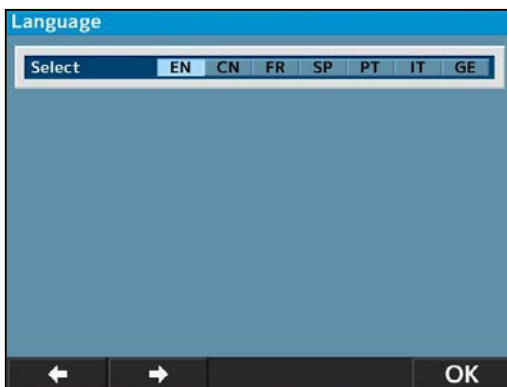 Language
Select EN CN FR SP PT IT GE
← → OK